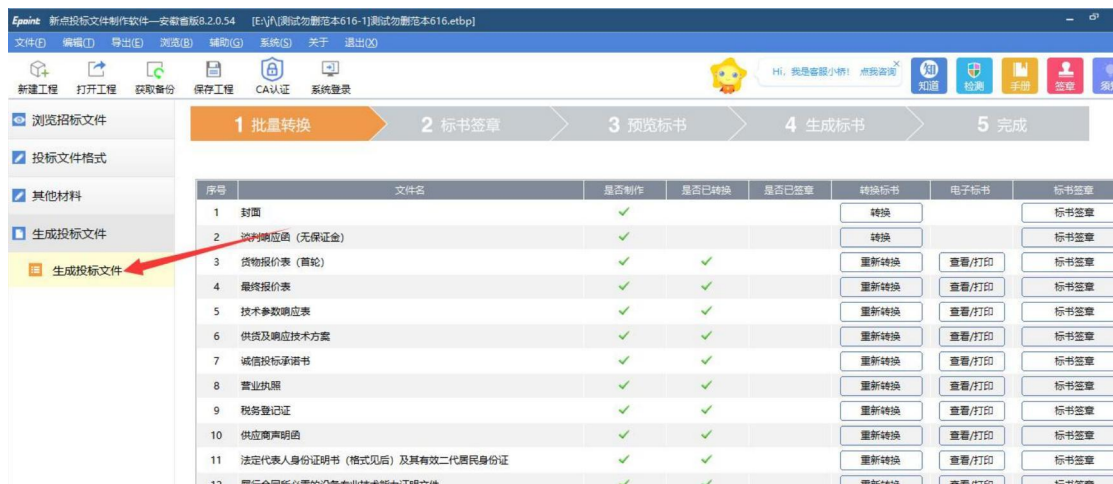 Epoint 新点投标文件制作软件—安徽省版8.2.0.54 [E:\jf\[测试勿删范本616-1]测试勿删范本616.etbp]
文件(F) 编辑(T) 导出(E) 浏览(B) 辅助(G) 系统(S) 关于 退出(X)
新建工程 打开工程 获取备份 保存工程 CA认证 系统登录 Hi，我是客服小桥！ 点我咨询 知 知道 检测 手册 签章
浏览招标文件
投标文件格式
其他材料
生成投标文件
生成投标文件
1 批量转换 2 标书签章 3 预览标书 4 生成标书 5 完成
序号 文件名 是否制作 是否已转换 是否已签章 转换标书 电子标书 标书签章
1 封面 转换 标书签章
2 谈判响应函（无保证金） 转换 标书签章
3 货物报价表（首轮） 重新转换 查看/打印 标书签章
4 最终报价表 重新转换 查看/打印 标书签章
5 技术参数响应表 重新转换 查看/打印 标书签章
6 供货及响应技术方案 重新转换 查看/打印 标书签章
7 诚信投标承诺书 重新转换 查看/打印 标书签章
8 营业执照 重新转换 查看/打印 标书签章
9 税务登记证 重新转换 查看/打印 标书签章
10 供应商声明函 重新转换 查看/打印 标书签章
11 法定代表人身份证明书（格式见后）及其有效二代居民身份证 重新转换 查看/打印 标书签章